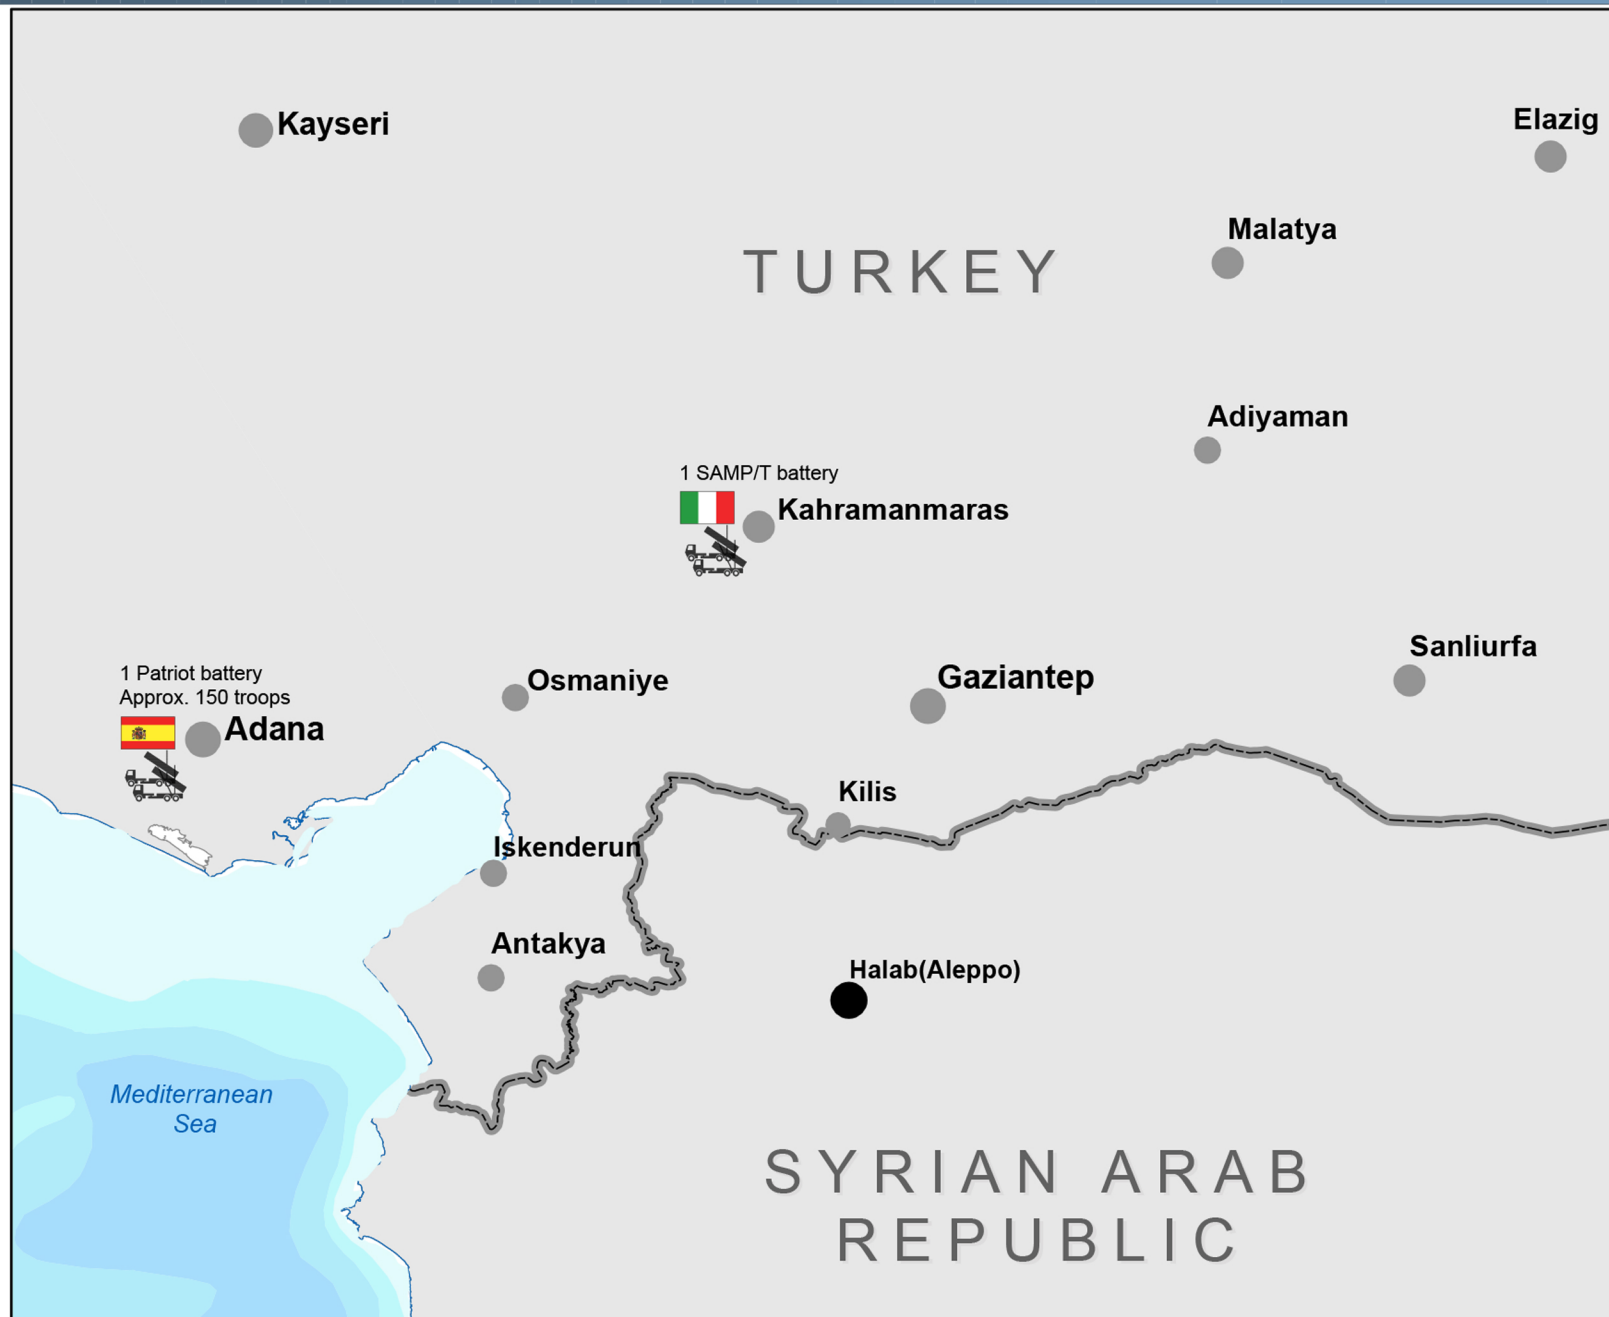 Kayseri
Elazig
Malatya
TURKEY
Adiyaman
1 SAMP/T battery
Kahramanmaras
Sanliurfa
1 Patriot battery
Approx. 150 troops
Adana
Osmaniye
Gaziantep
Kilis
Iskenderun
Antakya
Halab(Aleppo)
Mediterranean
Sea
SYRIAN ARAB
REPUBLIC